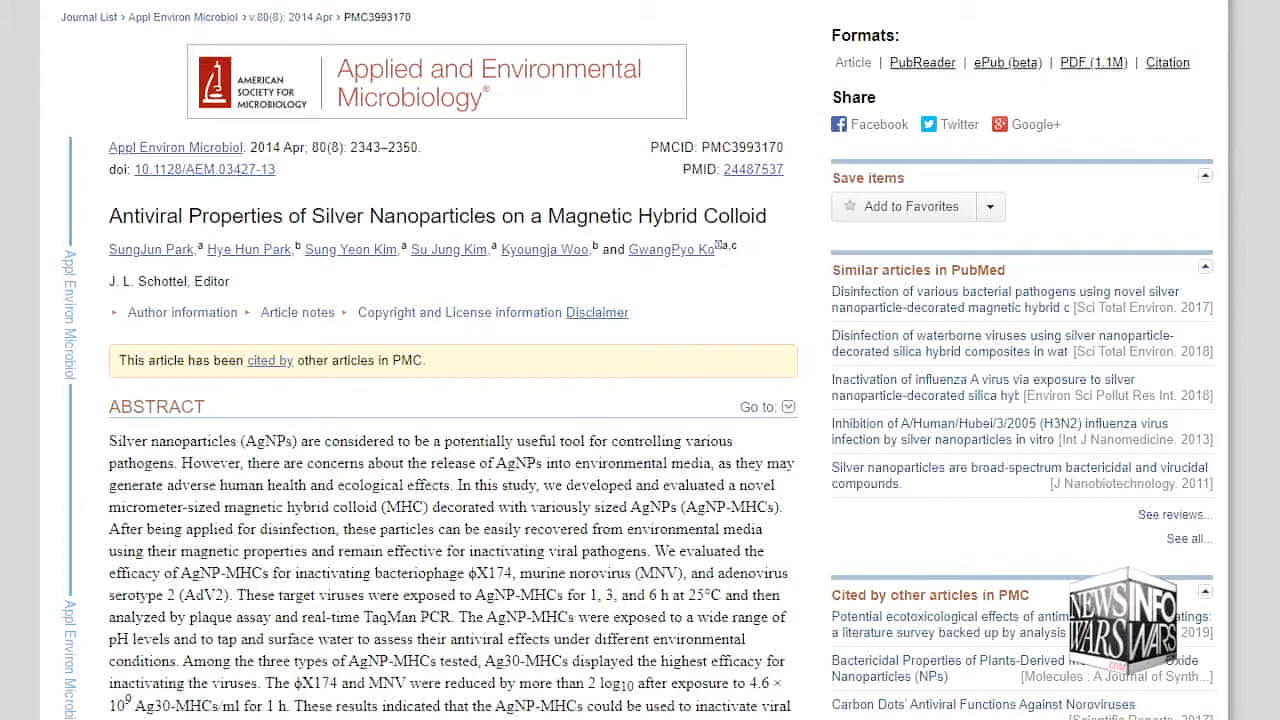 Journal List > Appl Environ Microbiol > v.80(8); 2014 Apr > PMC3993170
AMERICAN
SOCIETY FOR
MICROBIOLOGY
Applied and Environmental
Microbiology®
Appl Environ Microbiol. 2014 Apr; 80(8): 2343–2350.
PMCID: PMC3993170
doi: 10.1128/AEM.03427-13
PMID: 24487537
Antiviral Properties of Silver Nanoparticles on a Magnetic Hybrid Colloid
SungJun Park,a Hye Hun Park,b Sung Yeon Kim,a Su Jung Kim,a Kyoungja Woo,b and GwangPyo Ko✉a,c
J. L. Schottel, Editor
▸ Author information ▸ Article notes ▸ Copyright and License information Disclaimer
This article has been cited by other articles in PMC.
ABSTRACT
Go to:
Silver nanoparticles (AgNPs) are considered to be a potentially useful tool for controlling various
pathogens. However, there are concerns about the release of AgNPs into environmental media, as they may
generate adverse human health and ecological effects. In this study, we developed and evaluated a novel
micrometer-sized magnetic hybrid colloid (MHC) decorated with variously sized AgNPs (AgNP-MHCs).
After being applied for disinfection, these particles can be easily recovered from environmental media
using their magnetic properties and remain effective for inactivating viral pathogens. We evaluated the
efficacy of AgNP-MHCs for inactivating bacteriophage ϕX174, murine norovirus (MNV), and adenovirus
serotype 2 (AdV2). These target viruses were exposed to AgNP-MHCs for 1, 3, and 6 h at 25°C and then
analyzed by plaque assay and real-time TaqMan PCR. The AgNP-MHCs were exposed to a wide range of
pH levels and to tap and surface water to assess their antiviral effects under different environmental
conditions. Among the three types of AgNP-MHCs tested, Ag30-MHCs displayed the highest efficacy for
inactivating the viruses. The ϕX174 and MNV were reduced by more than 2 log10 after exposure to 4.6 ×
10^9 Ag30-MHCs/ml for 1 h. These results indicated that the AgNP-MHCs could be used to inactivate viral
Appl Environ Microbiol
Appl Environ Microbi
Formats:
Article | PubReader | ePub (beta) | PDF (1.1M) | Citation
Share
Facebook Twitter Google+
Save items
Add to Favorites
Similar articles in PubMed
Disinfection of various bacterial pathogens using novel silver
nanoparticle-decorated magnetic hybrid c [Sci Total Environ. 2017]
Disinfection of waterborne viruses using silver nanoparticle-
decorated silica hybrid composites in wat [Sci Total Environ. 2018]
Inactivation of influenza A virus via exposure to silver
nanoparticle-decorated silica hyt [Environ Sci Pollut Res Int. 2018]
Inhibition of A/Human/Hubei/3/2005 (H3N2) influenza virus
infection by silver nanoparticles in vitro [Int J Nanomedicine. 2013]
Silver nanoparticles are broad-spectrum bactericidal and virucidal
compounds. [J Nanobiotechnology. 2011]
See reviews...
See all...
Cited by other articles in PMC
Potential ecotoxicological effects of antim atings:
a literature survey backed up by analysis 2019]
Bactericidal Properties of Plants-Derived M Oxide
Nanoparticles (NPs) [Molecules : A Journal of Synth...]
Carbon Dots' Antiviral Functions Against Noroviruses
[Scientific Reports. 2017]
NEWS INFO
WARS WARS
.COM